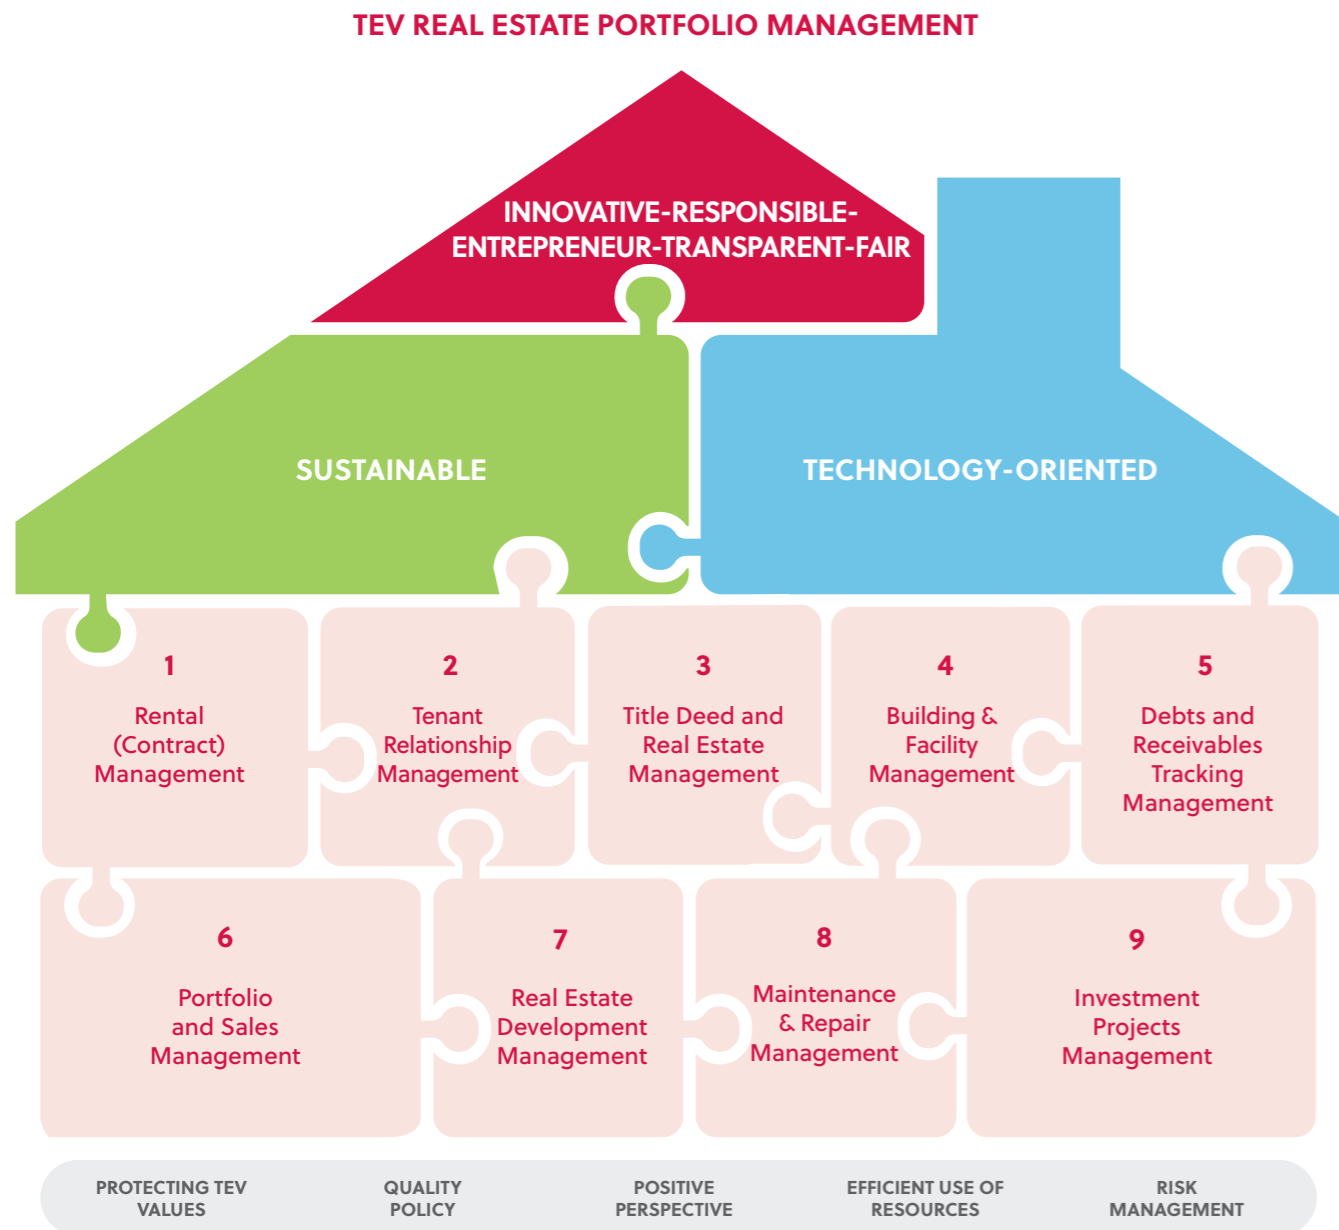 TEV REAL ESTATE PORTFOLIO MANAGEMENT
INNOVATIVE-RESPONSIBLE-
ENTREPRENEUR-TRANSPARENT-FAIR
SUSTAINABLE
TECHNOLOGY-ORIENTED
1
Rental
(Contract)
Management
2
Tenant
Relationship
Management
3
Title Deed and
Real Estate
Management
4
Building &
Facility
Management
5
Debts and
Receivables
Tracking
Management
6
Portfolio
and Sales
Management
7
Real Estate
Development
Management
8
Maintenance
& Repair
Management
9
Investment
Projects
Management
PROTECTING TEV
VALUES
QUALITY
POLICY
POSITIVE
PERSPECTIVE
EFFICIENT USE OF
RESOURCES
RISK
MANAGEMENT